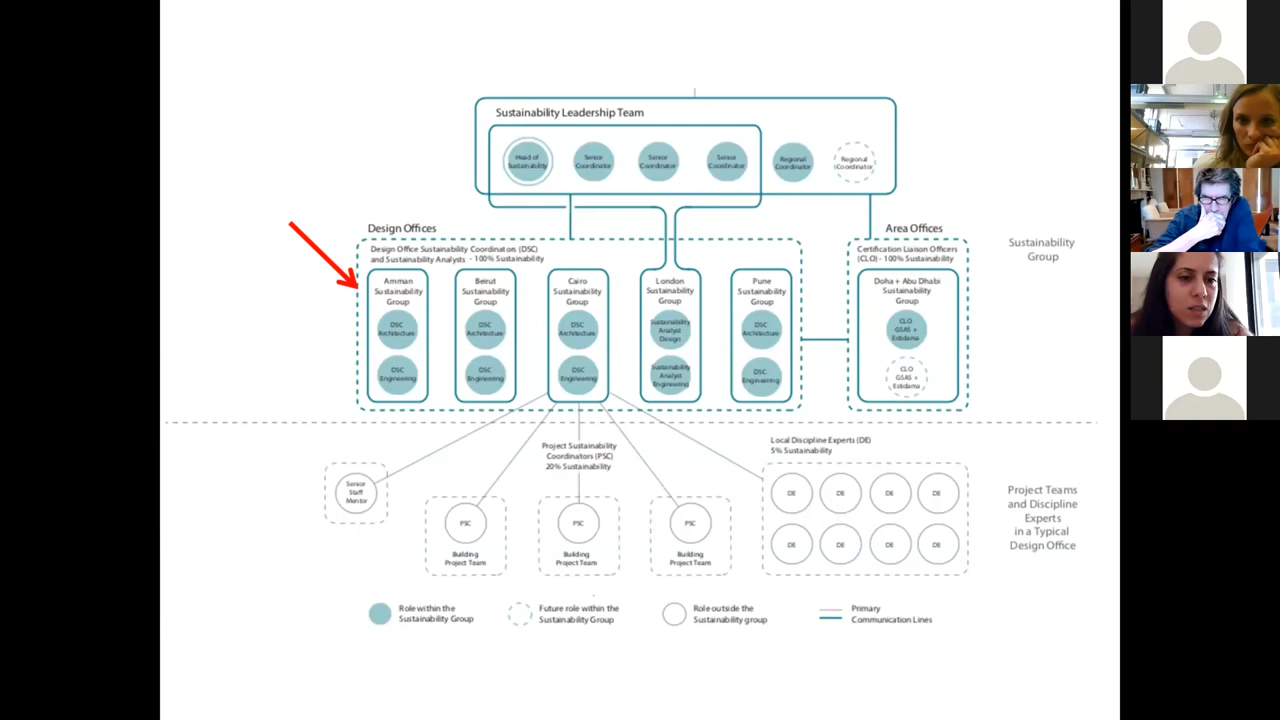 Sustainability Leadership Team
Head of
Sustainability
Senior
Coordinator
Senior
Coordinator
Senior
Coordinator
Regional
Coordinator
Regional
Coordinator
Design Offices
Design Office Sustainability Coordinators (DSC)
and Sustainability Analysts - 100% Sustainability
Amman
Sustainability
Group
DSC
Architecture
DSC
Engineering
Beirut
Sustainability
Group
DSC
Architecture
DSC
Engineering
Cairo
Sustainability
Group
DSC
Architecture
DSC
Engineering
London
Sustainability
Group
Sustainability
Analyst
Design
Sustainability
Analyst
Engineering
Pune
Sustainability
Group
DSC
Architecture
DSC
Engineering
Area Offices
Certification Liaison Officers
(CLO) - 100% Sustainability
Doha + Abu Dhabi
Sustainability
Group
CLO
GSAS +
Estidama
CLO
GSAS +
Estidama
Sustainability
Group
Project Sustainability
Coordinators (PSC)
20% Sustainability
Local Discipline Experts (DE)
5% Sustainability
Senior
Staff
Mentor
PSC
Building
Project Team
PSC
Building
Project Team
PSC
Building
Project Team
DE
DE
DE
DE
DE
DE
DE
DE
Project Teams
and Discipline
Experts
in a Typical
Design Office
Role within the
Sustainability Group
Future role within the
Sustainability Group
Role outside the
Sustainability group
Primary
Communication Lines